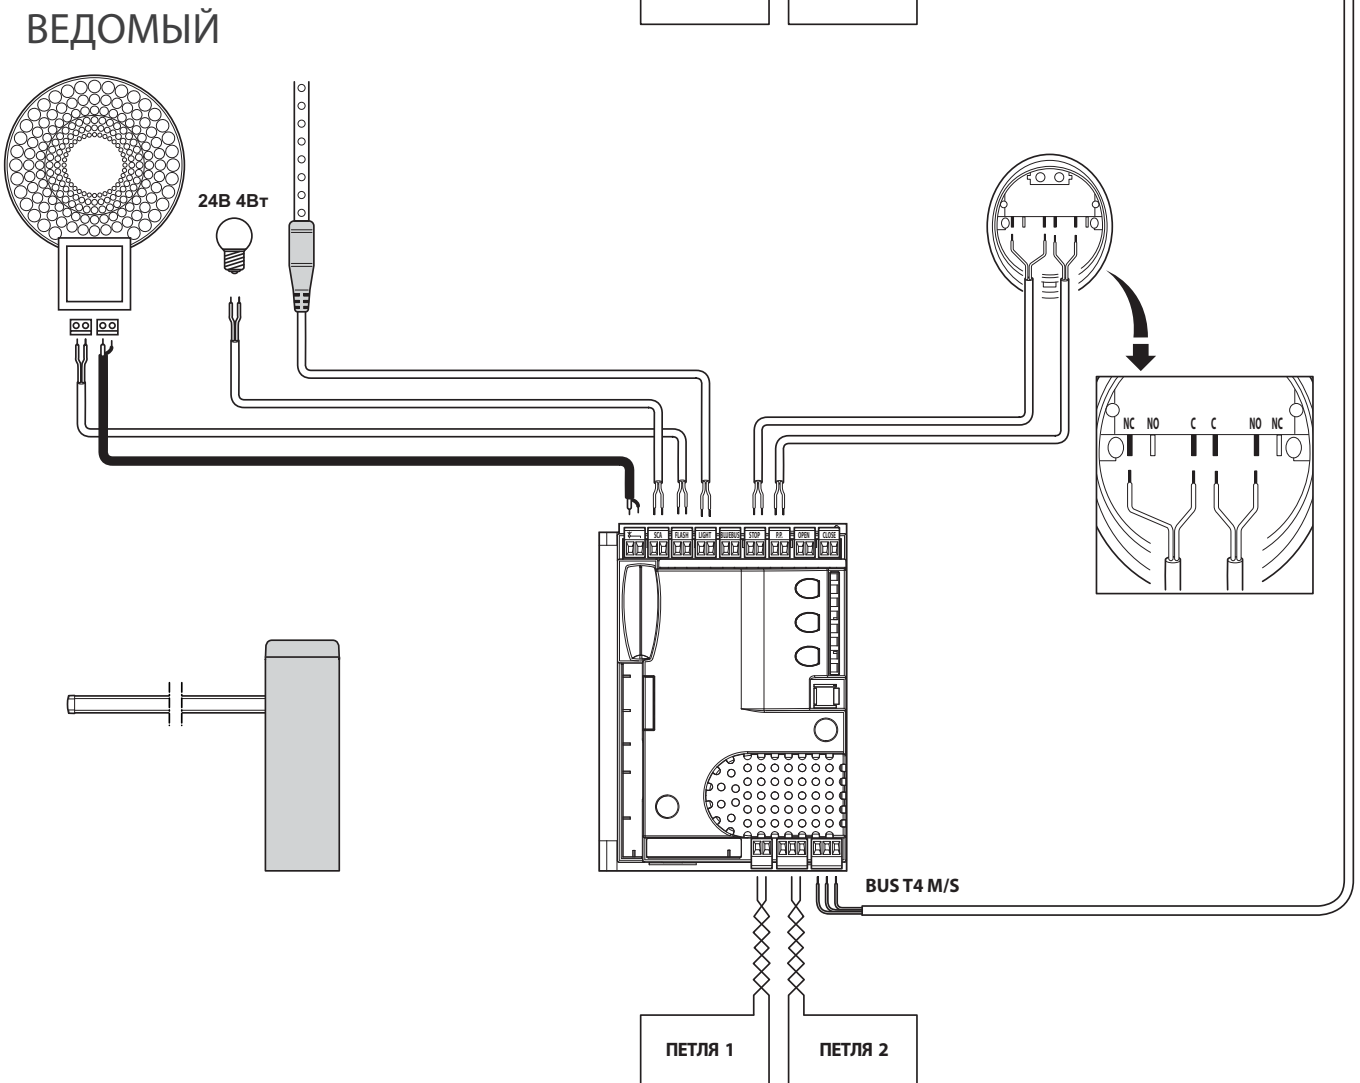 ВЕДОМЫЙ
24В 4Вт
NC NO C C NO NC
SCA FLASH LIGHT BLUEBUS STOP P.P. OPEN CLOSE
BUS T4 M/S
ПЕТЛЯ 1 ПЕТЛЯ 2